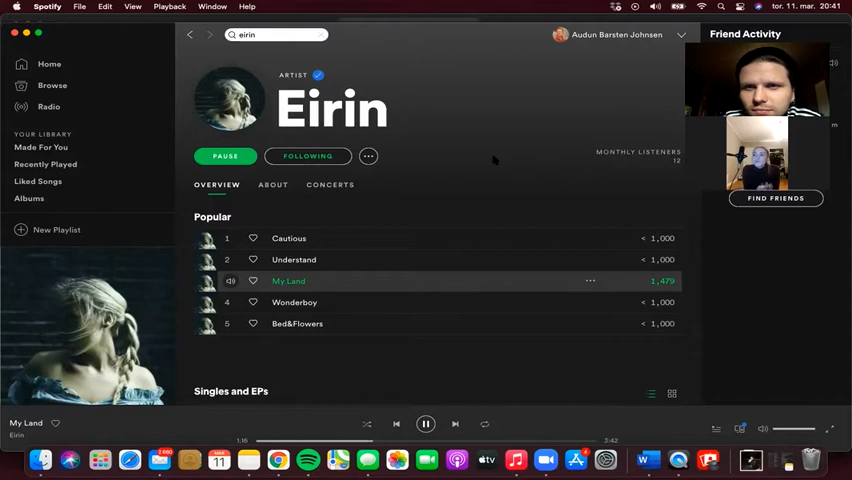 Spotify File Edit View Playback Window Help
tor. 11. mar. 20:41
eirin
Audun Barsten Johnsen
Friend Activity
Home
Browse
Radio
YOUR LIBRARY
Made For You
Recently Played
Liked Songs
Albums
New Playlist
ARTIST
Eirin
PAUSE
FOLLOWING
MONTHLY LISTENERS
12
OVERVIEW ABOUT CONCERTS
FIND FRIENDS
Popular
1 Cautious < 1,000
2 Understand < 1,000
My Land 1,479
4 Wonderboy < 1,000
5 Bed&Flowers < 1,000
Singles and EPs
My Land
Eirin
1:16
3:42
MAR
11